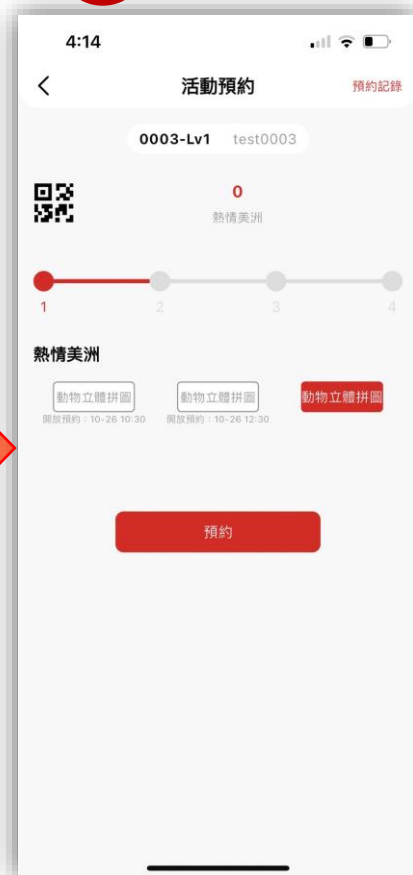 4:14
活動預約
預約記錄
0003-Lv1 test0003
0
熱情美洲
1 2 3 4
熱情美洲
動物立體拼圖 動物立體拼圖 動物立體拼圖
開放預約：10-26 10:30 開放預約：10-26 12:30
預約